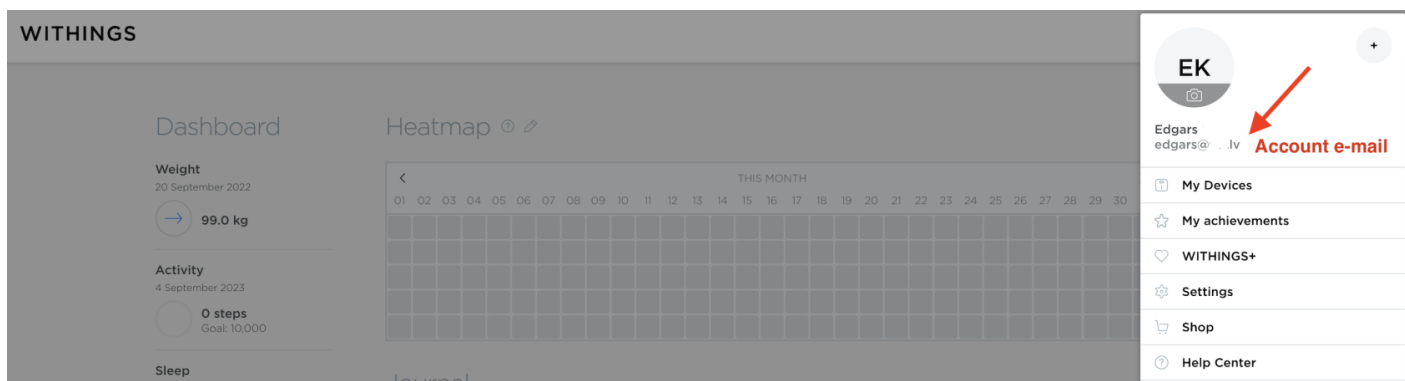 WITHINGS
Dashboard
Weight
20 September 2022
99.0 kg
Activity
4 September 2023
0 steps
Goal: 10,000
Sleep
Heatmap
THIS MONTH
01 02 03 04 05 06 07 08 09 10 11 12 13 14 15 16 17 18 19 20 21 22 23 24 25 26 27 28 29 30
Journal
EK
+
Edgars
edgars@ .lv
Account e-mail
My Devices
My achievements
WITHINGS+
Settings
Shop
Help Center